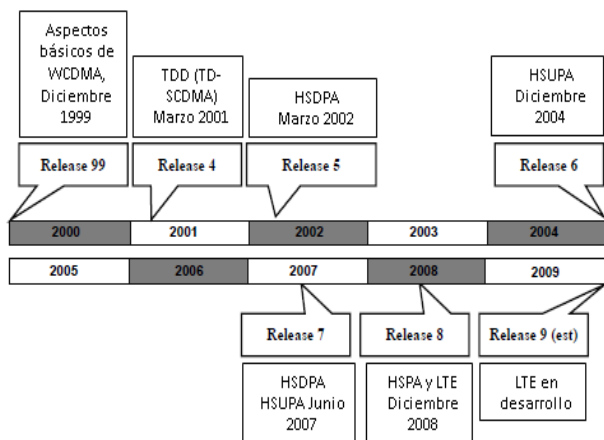 Aspectos
básicos de
WCDMA,
Diciembre
1999
TDD (TD-
SCDMA)
Marzo 2001
HSDPA
Marzo 2002
HSUPA
Diciembre
2004
Release 99
Release 4
Release 5
Release 6
2000
2001
2002
2003
2004
2005
2006
2007
2008
2009
Release 7
Release 8
Release 9 (est)
HSDPA
HSUPA Junio
2007
HSPA y LTE
Diciembre
2008
LTE en
desarrollo